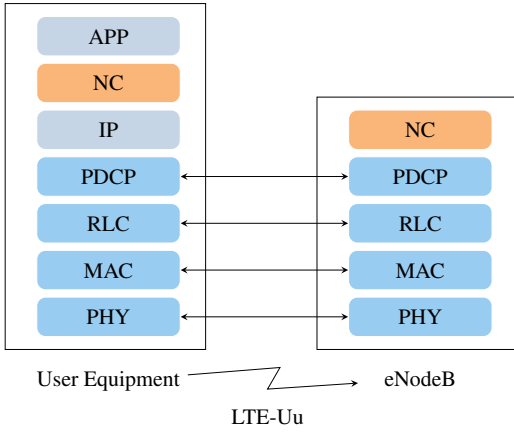 APP
NC
IP
PDCP
RLC
MAC
PHY
NC
PDCP
RLC
MAC
PHY
User Equipment
eNodeB
LTE-Uu